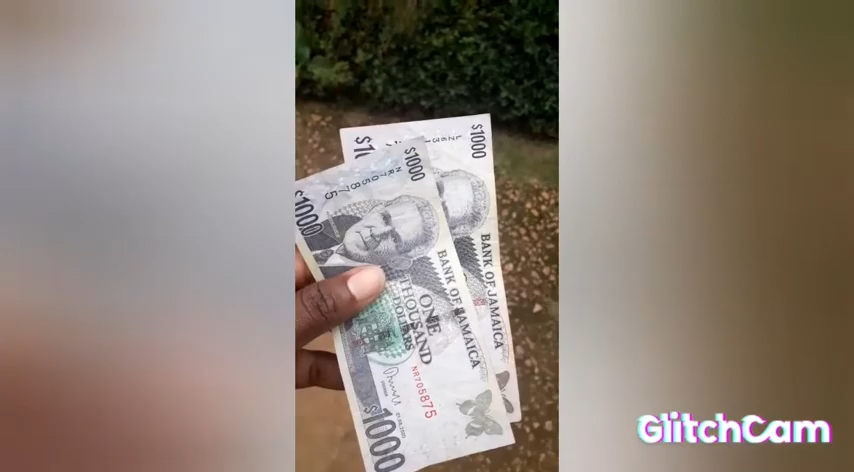 $1000
$1000
NR705875
$1000
BANK OF JAMAICA
BANK OF JAMAICA
ONE
THOUSAND
DOLLARS
NR705875
$1000
GlitchCam